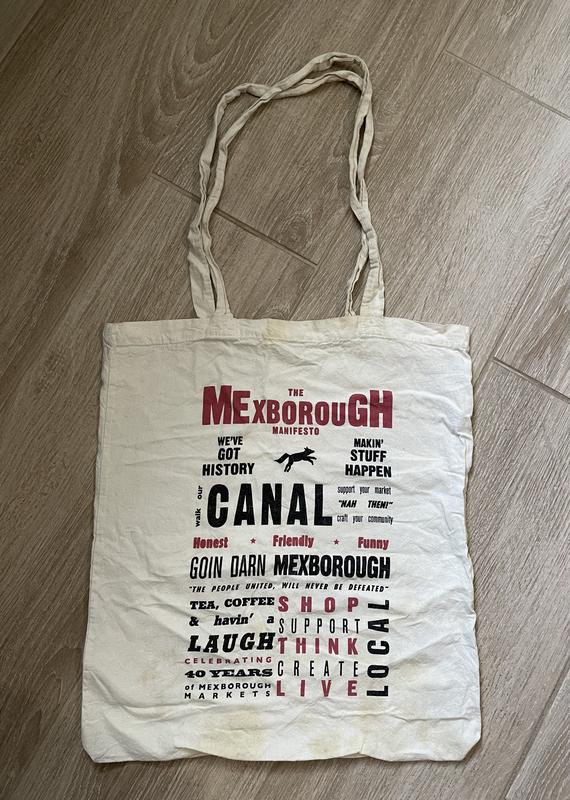 THE
MEXBOROUGH
MANIFESTO
WE'VE
GOT
HISTORY
MAKIN'
STUFF
HAPPEN
walk our
CANAL
support your market
"NAH THEN!"
craft your community
Honest ★ Friendly ★ Funny
GOIN DARN MEXBOROUGH
"THE PEOPLE UNITED, WILL NEVER BE DEFEATED"
TEA, COFFEE
& havin' a
LAUGH
CELEBRATING
40 YEARS
of MEXBOROUGH
MARKETS
SHOP
SUPPORT
THINK
CREATE
LIVE
LOCAL